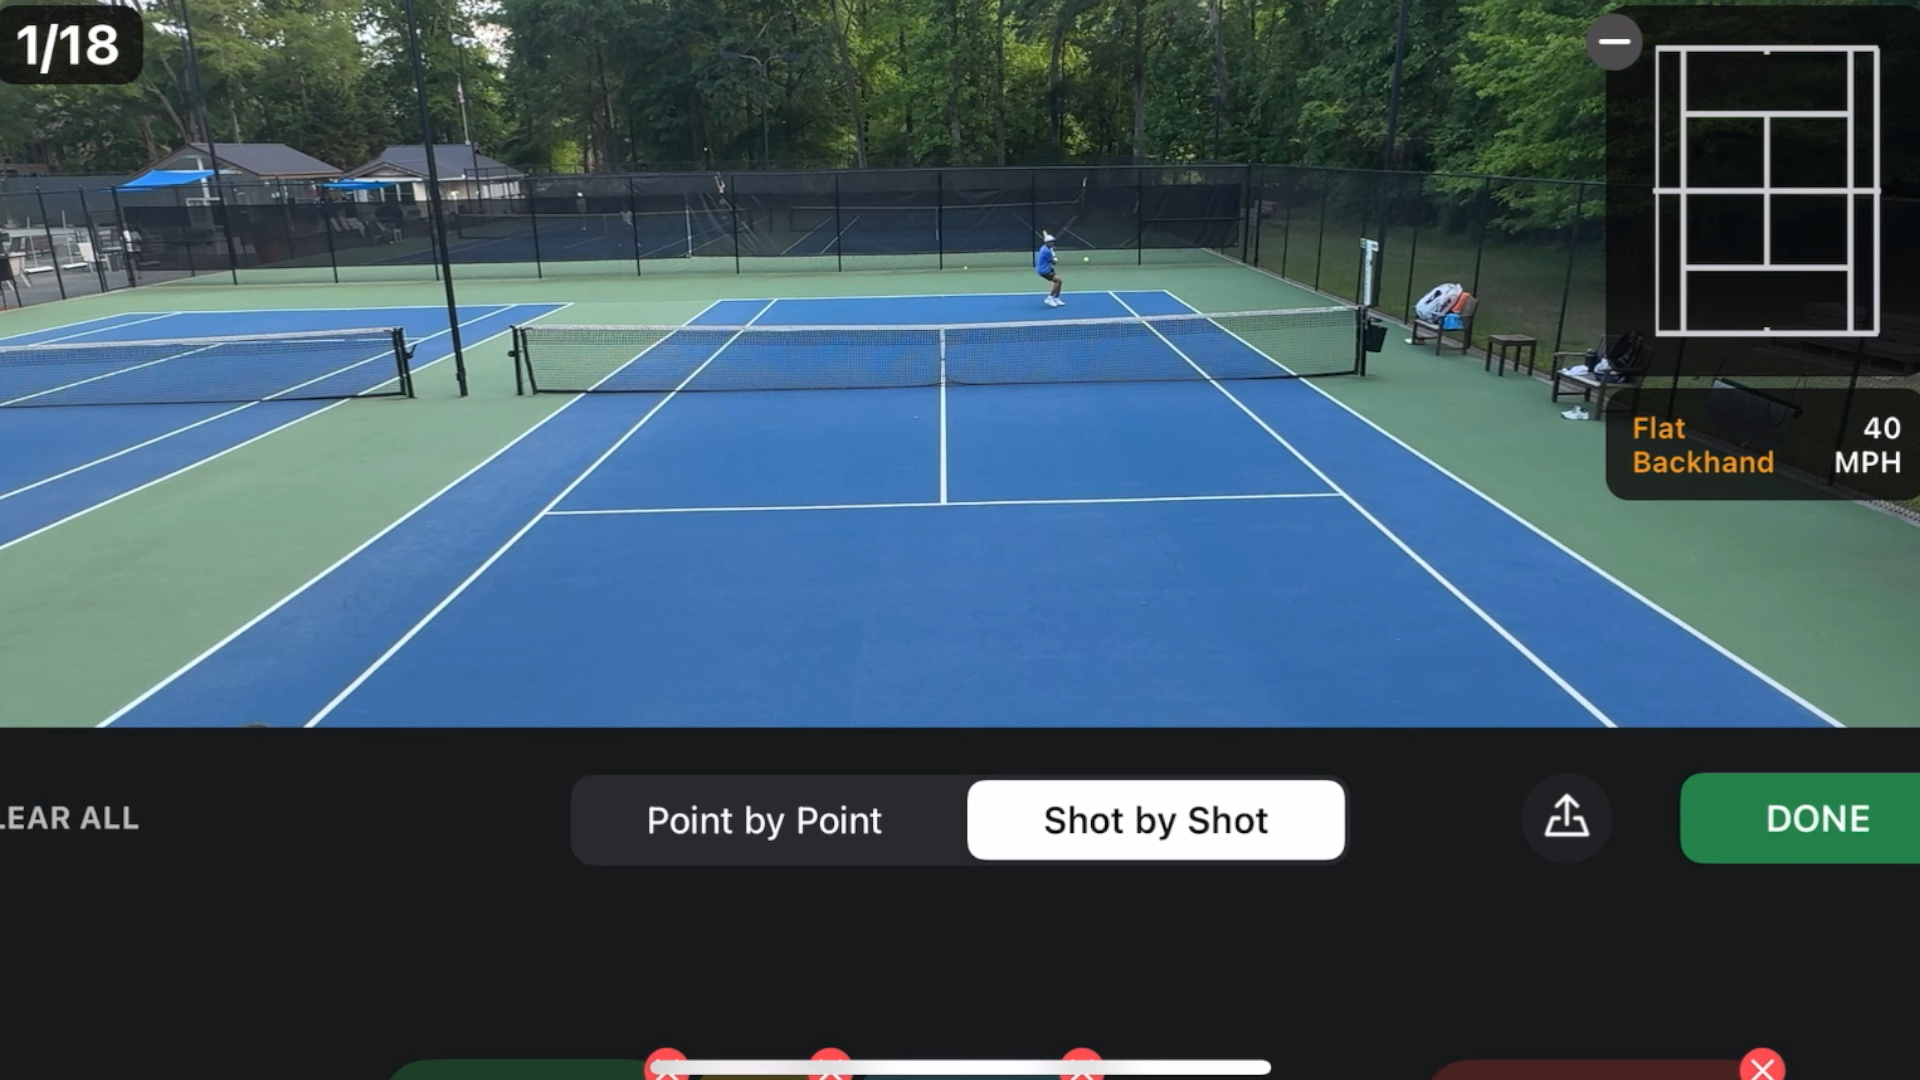 1/18
Flat
Backhand
40
MPH
LEAR ALL
Point by Point
Shot by Shot
DONE